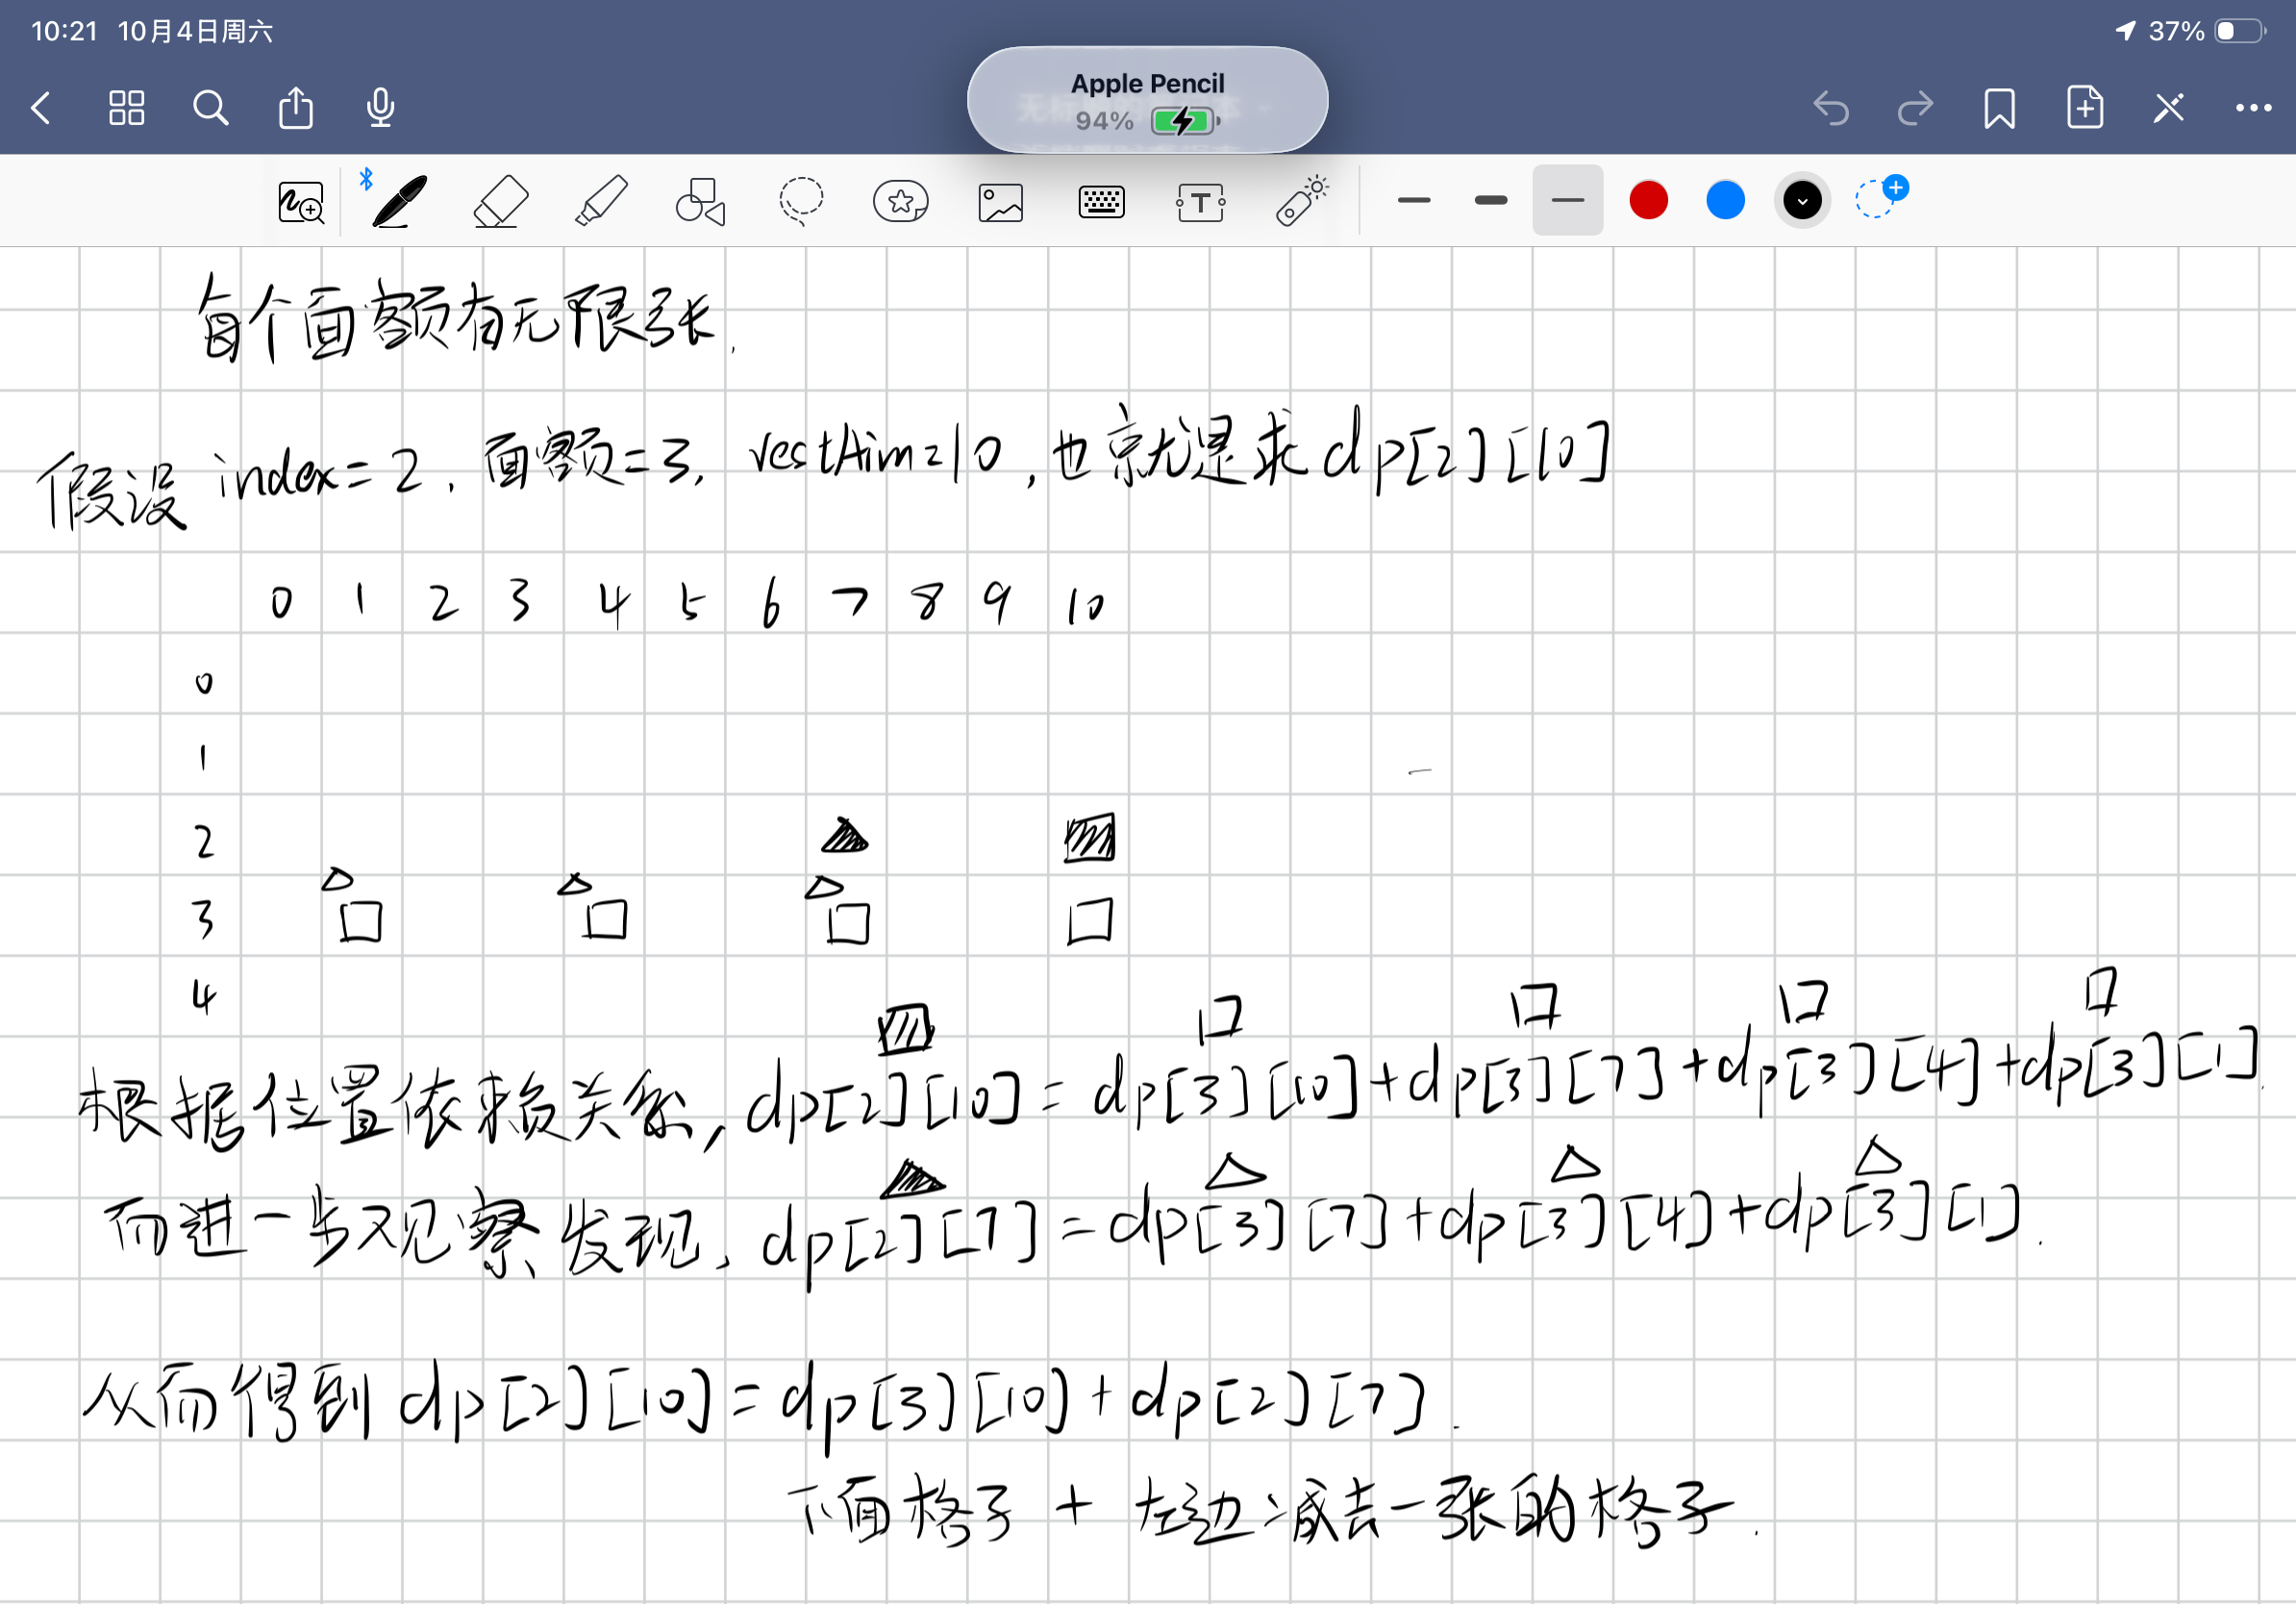 10:21 10月4日周六
37%
Apple Pencil
94%
T
每个面额有无限张.
假设 index=2, 面额=3, restAim=10, 也就是求dp[2][10]
0 1 2 3 4 5 6 7 8 9 10
0
1
2
3
4
根据位置依赖关系, dp[2][10] = dp[3][10]+dp[3][7]+dp[3][4]+dp[3][1].
而进一步观察发现, dp[2][7] =dp[3][7]+dp[3][4]+dp[3][1].
从而得到 dp[2][10]=dp[3][10]+dp[2][7].
下面格子 + 左边减去一张的格子.